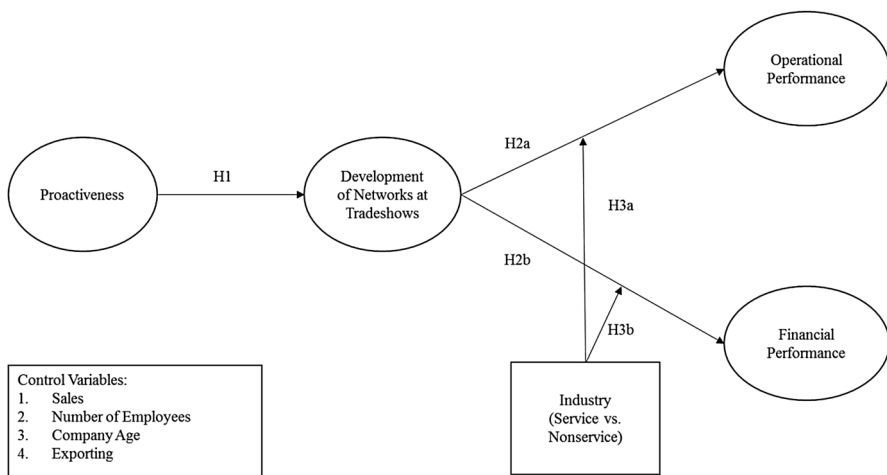 Operational
Performance
H2a
H1
Proactiveness
Development
of Networks at
Tradeshows
H3a
H2b
H3b
Financial
Performance
Control Variables:
1. Sales
2. Number of Employees
3. Company Age
4. Exporting
Industry
(Service vs.
Nonservice)